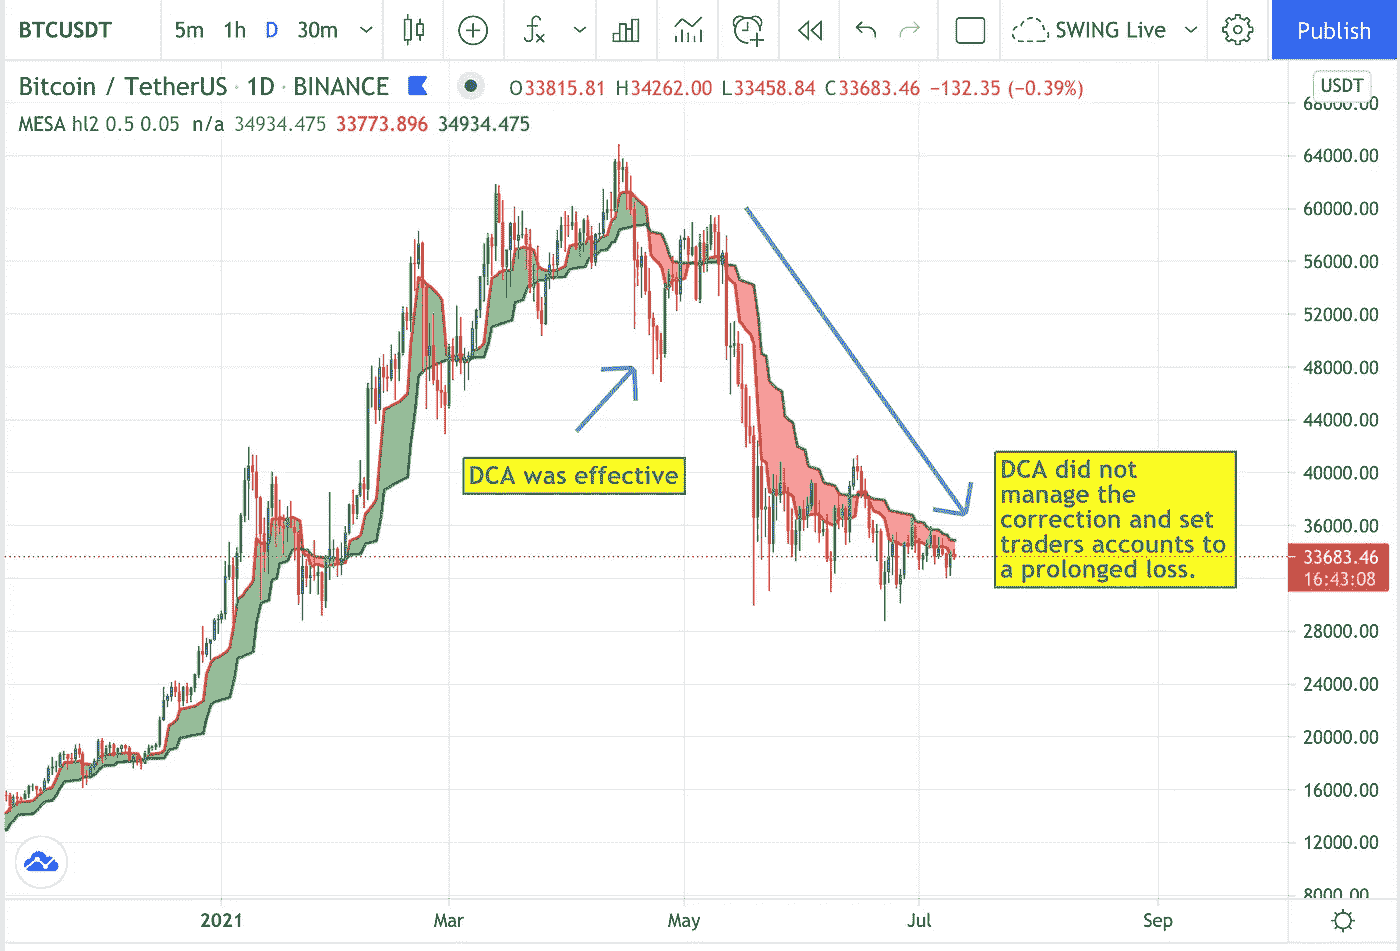 BTCUSDT 5m 1h D 30m SWING Live Publish
Bitcoin / TetherUS · 1D · BINANCE O33815.81 H34262.00 L33458.84 C33683.46 −132.35 (−0.39%)
MESA hl2 0.5 0.05 n/a 34934.475 33773.896 34934.475
USDT
68000.00
64000.00
60000.00
56000.00
52000.00
48000.00
44000.00
40000.00
36000.00
33683.46
16:43:08
28000.00
24000.00
20000.00
16000.00
12000.00
8000.00
DCA was effective
DCA did not
manage the
correction and set
traders accounts to
a prolonged loss.
2021 Mar May Jul Sep